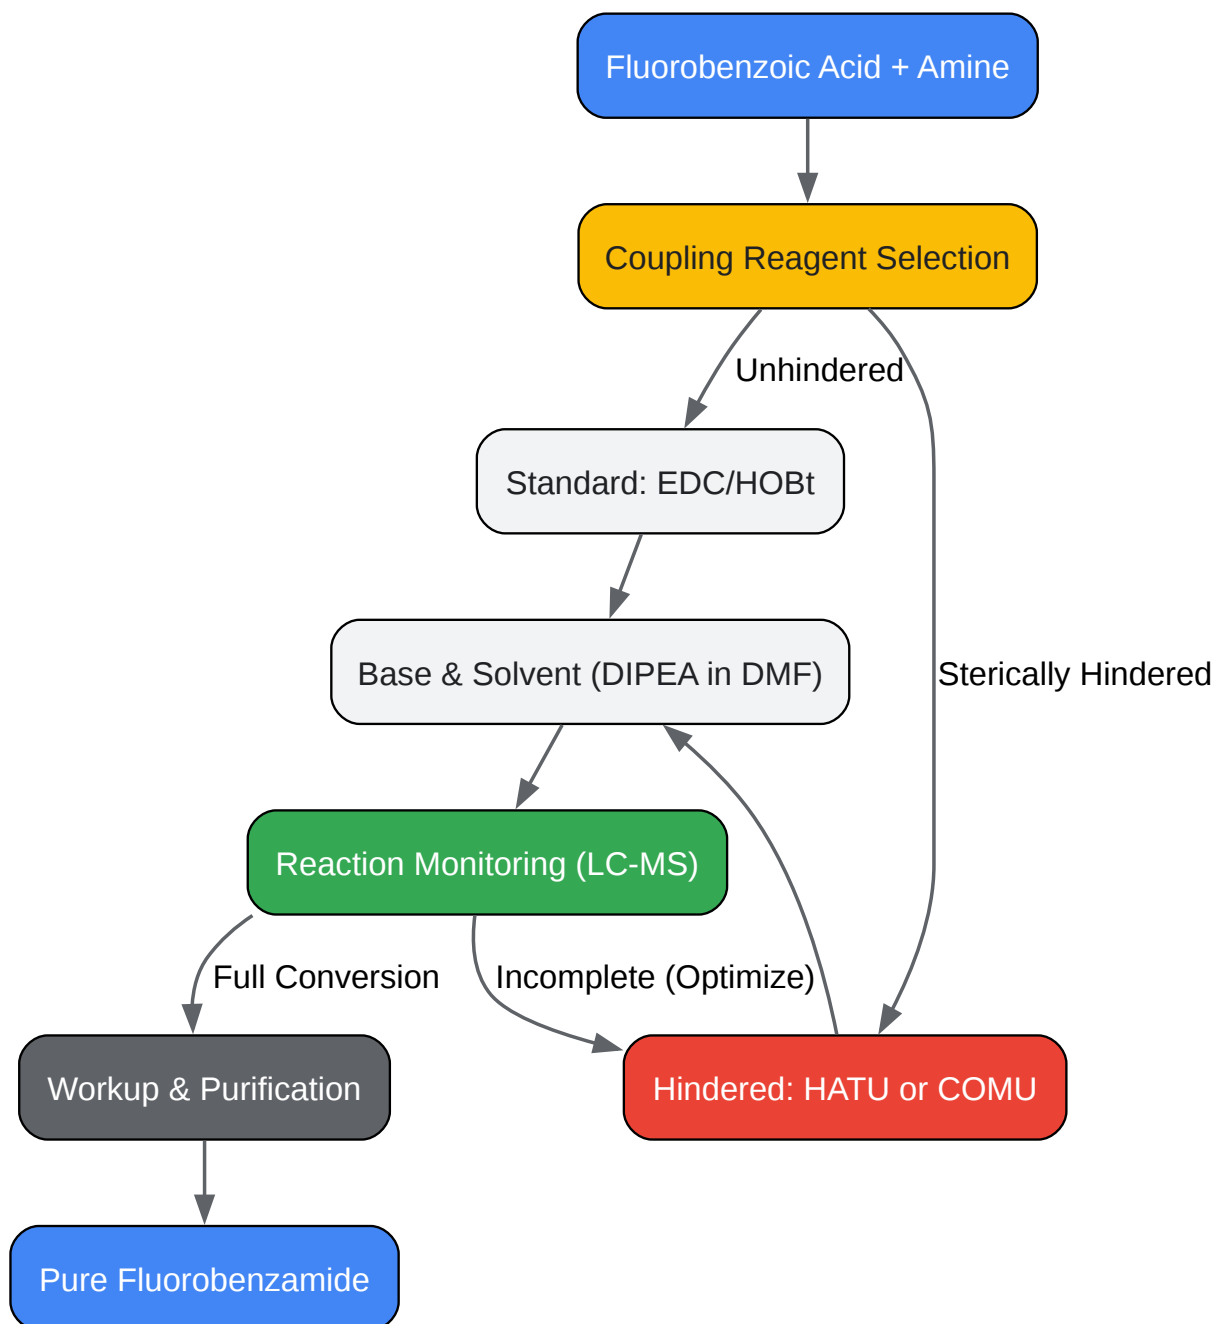 Fluorobenzoic Acid + Amine
Coupling Reagent Selection
Unhindered
Standard: EDC/HOBt
Base & Solvent (DIPEA in DMF)
Sterically Hindered
Reaction Monitoring (LC-MS)
Full Conversion
Incomplete (Optimize)
Workup & Purification
Hindered: HATU or COMU
Pure Fluorobenzamide